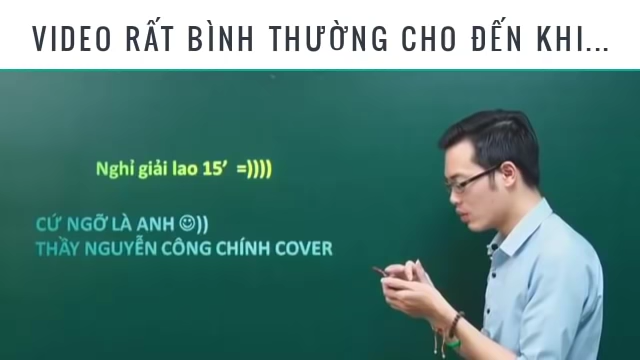 VIDEO RẤT BÌNH THƯỜNG CHO ĐẾN KHI...
Nghỉ giải lao 15’ =))))
CỨ NGỠ LÀ ANH ☺))
THẦY NGUYỄN CÔNG CHÍNH COVER